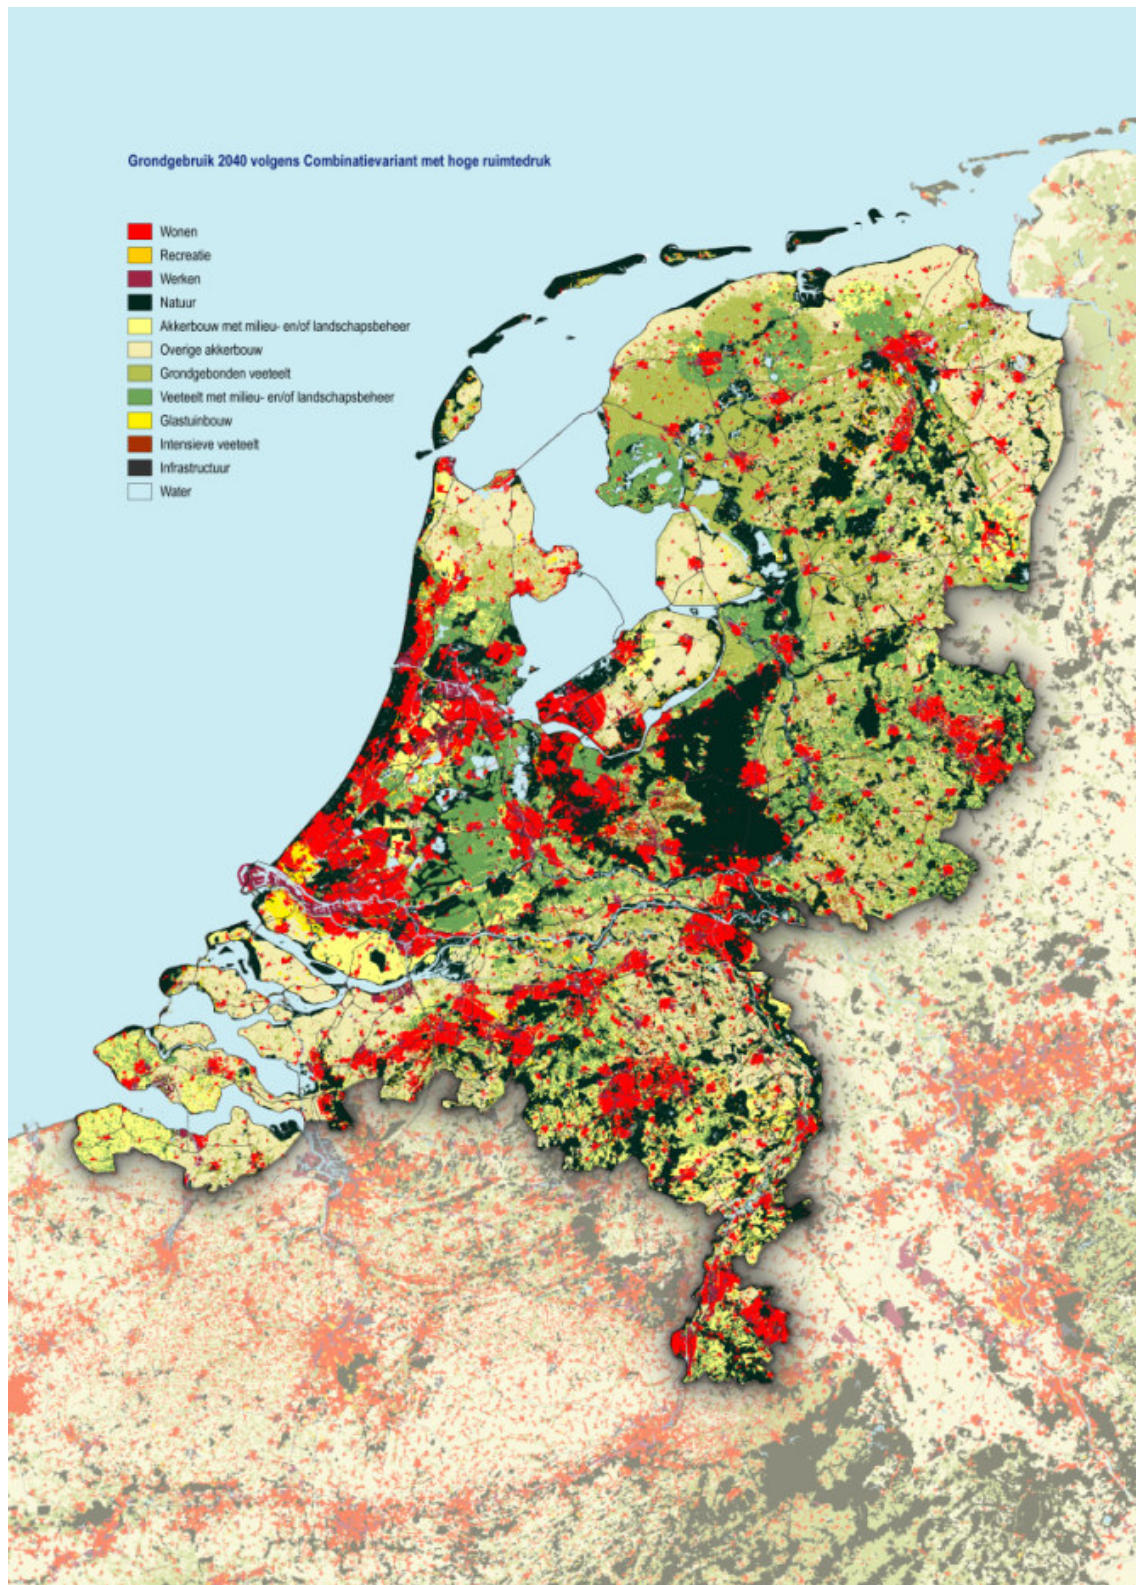 Grondgebruik 2040 volgens Combinatievariant met hoge ruimtedruk
Wonen
Recreatie
Werken
Natuur
Akkerbouw met milieu- en/of landschapsbeheer
Overige akkerbouw
Grondgebonden veeteelt
Veeteelt met milieu- en/of landschapsbeheer
Glastuinbouw
Intensieve veeteelt
Infrastructuur
Water